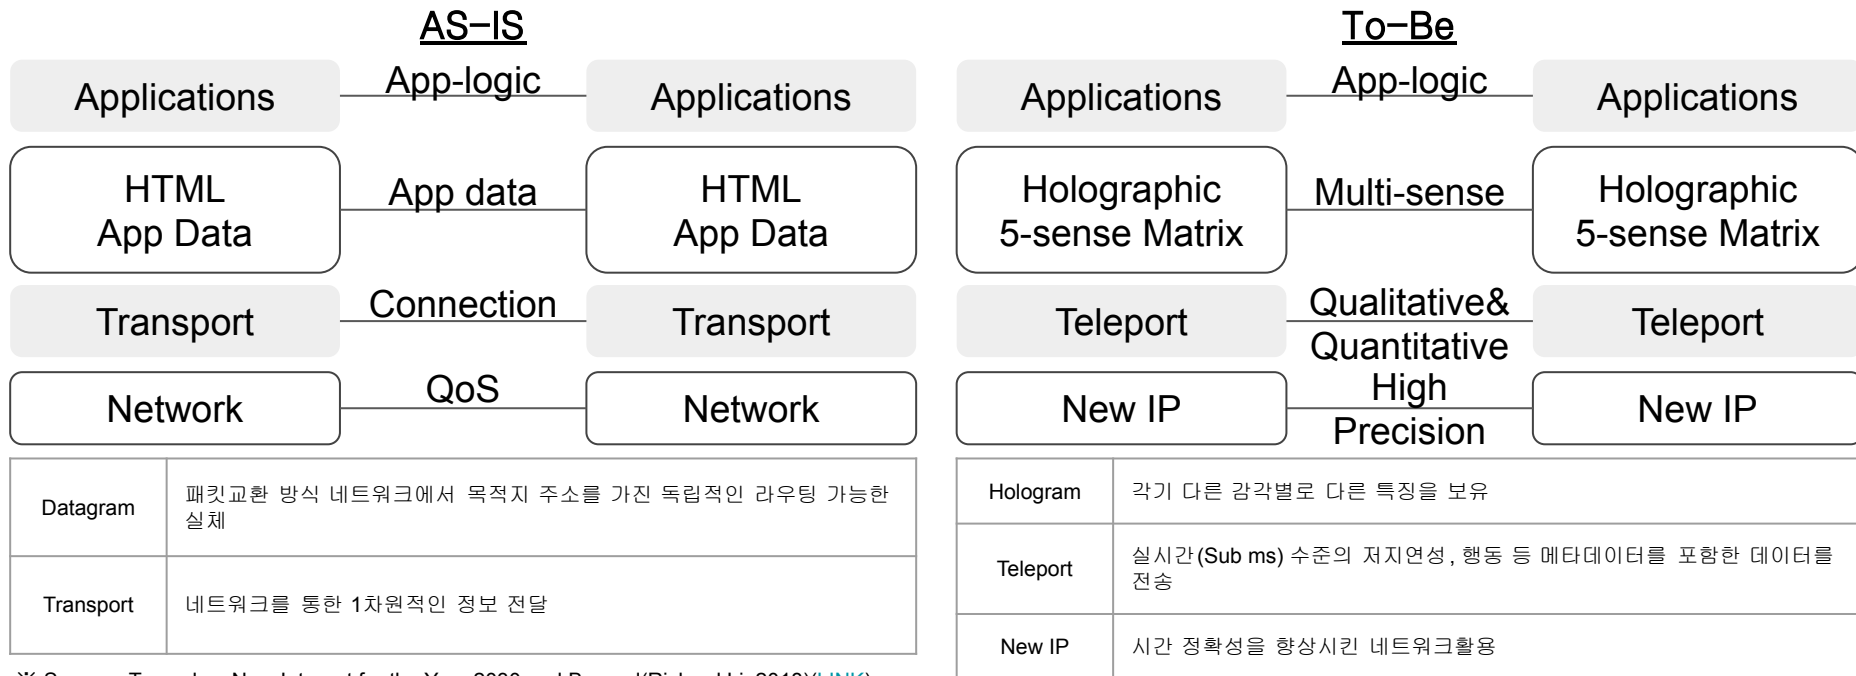 AS-IS
Applications
App-logic
Applications
HTML
App Data
App data
HTML
App Data
Transport
Connection
Transport
Network
QoS
Network
Datagram
패킷교환 방식 네트워크에서 목적지 주소를 가진 독립적인 라우팅 가능한
실체
Transport
네트워크를 통한 1차원적인 정보 전달
To-Be
Applications
App-logic
Applications
Holographic
5-sense Matrix
Multi-sense
Holographic
5-sense Matrix
Teleport
Qualitative&
Quantitative
Teleport
New IP
High
Precision
New IP
Hologram
각기 다른 감각별로 다른 특징을 보유
Teleport
실시간(Sub ms) 수준의 저지연성, 행동 등 메타데이터를 포함한 데이터를
전송
New IP
시간 정확성을 향상시킨 네트워크활용